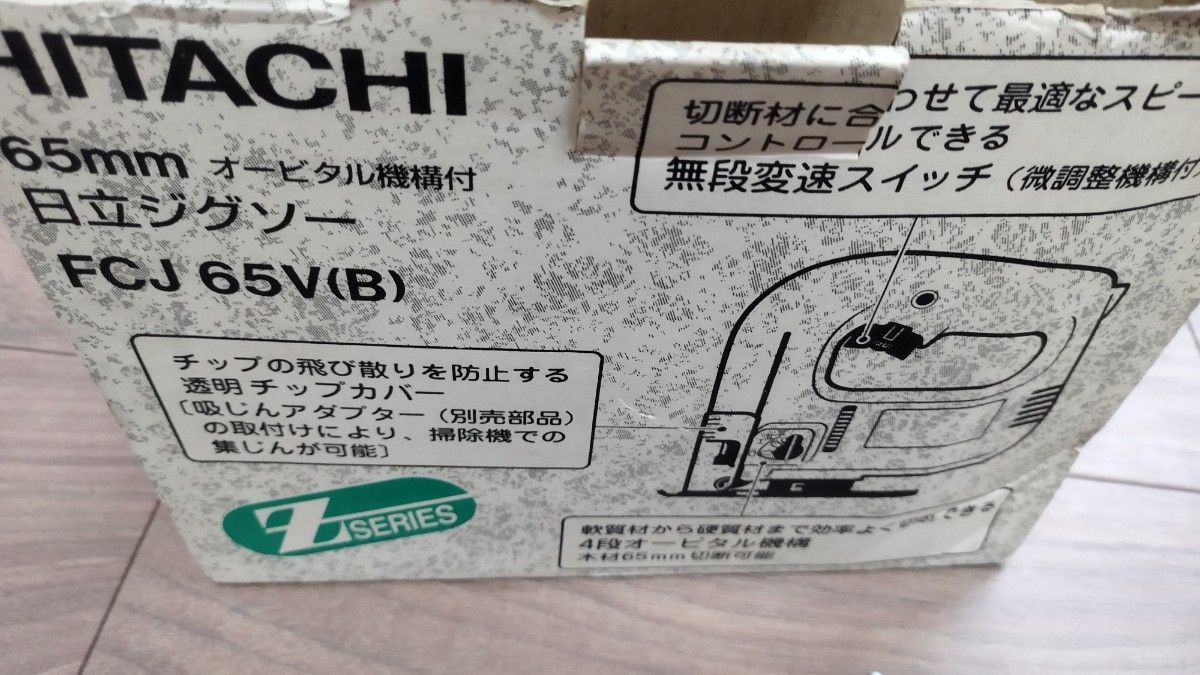 HITACHI
65mm オービタル機構付
日立ジグソー
FCJ 65V(B)
切断材に合わせて最適なスピー
コントロールできる
無段変速スイッチ(微調整機構付
チップの飛び散りを防止する
透明チップカバー
〔吸じんアダプター(別売部品)
の取付けにより、掃除機での
集じんが可能〕
Z SERIES
軟質材から硬質材まで効率よく切断できる
4段オービタル機構
木材65mm切断可能